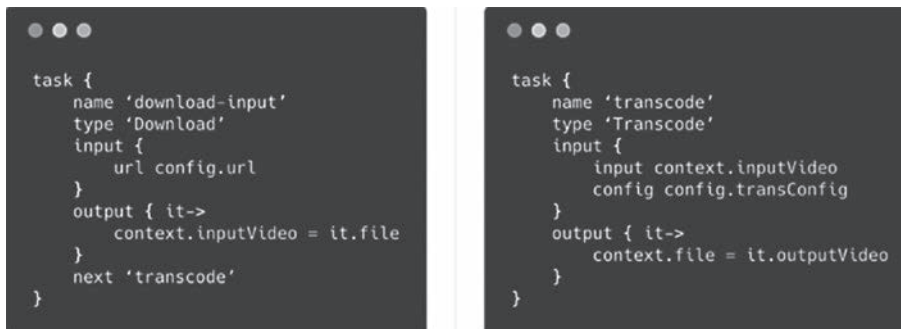 task {
    name ‘download-input’
    type ‘Download’
    input {
        url config.url
    }
    output { it->
        context.inputVideo = it.file
    }
    next ‘transcode’
}
task {
    name ‘transcode’
    type ‘Transcode’
    input {
        input context.inputVideo
        config config.transConfig
    }
    output { it->
        context.file = it.outputVideo
    }
}